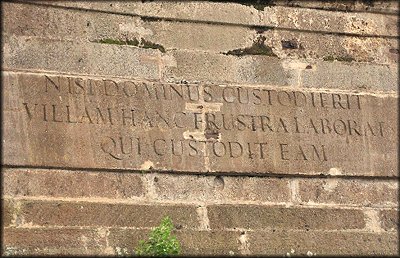 NISI DOMINUS CUSTODIERIT
VILLAM HANC FRUSTRA LABORAT
QUI CUSTODIT EAM